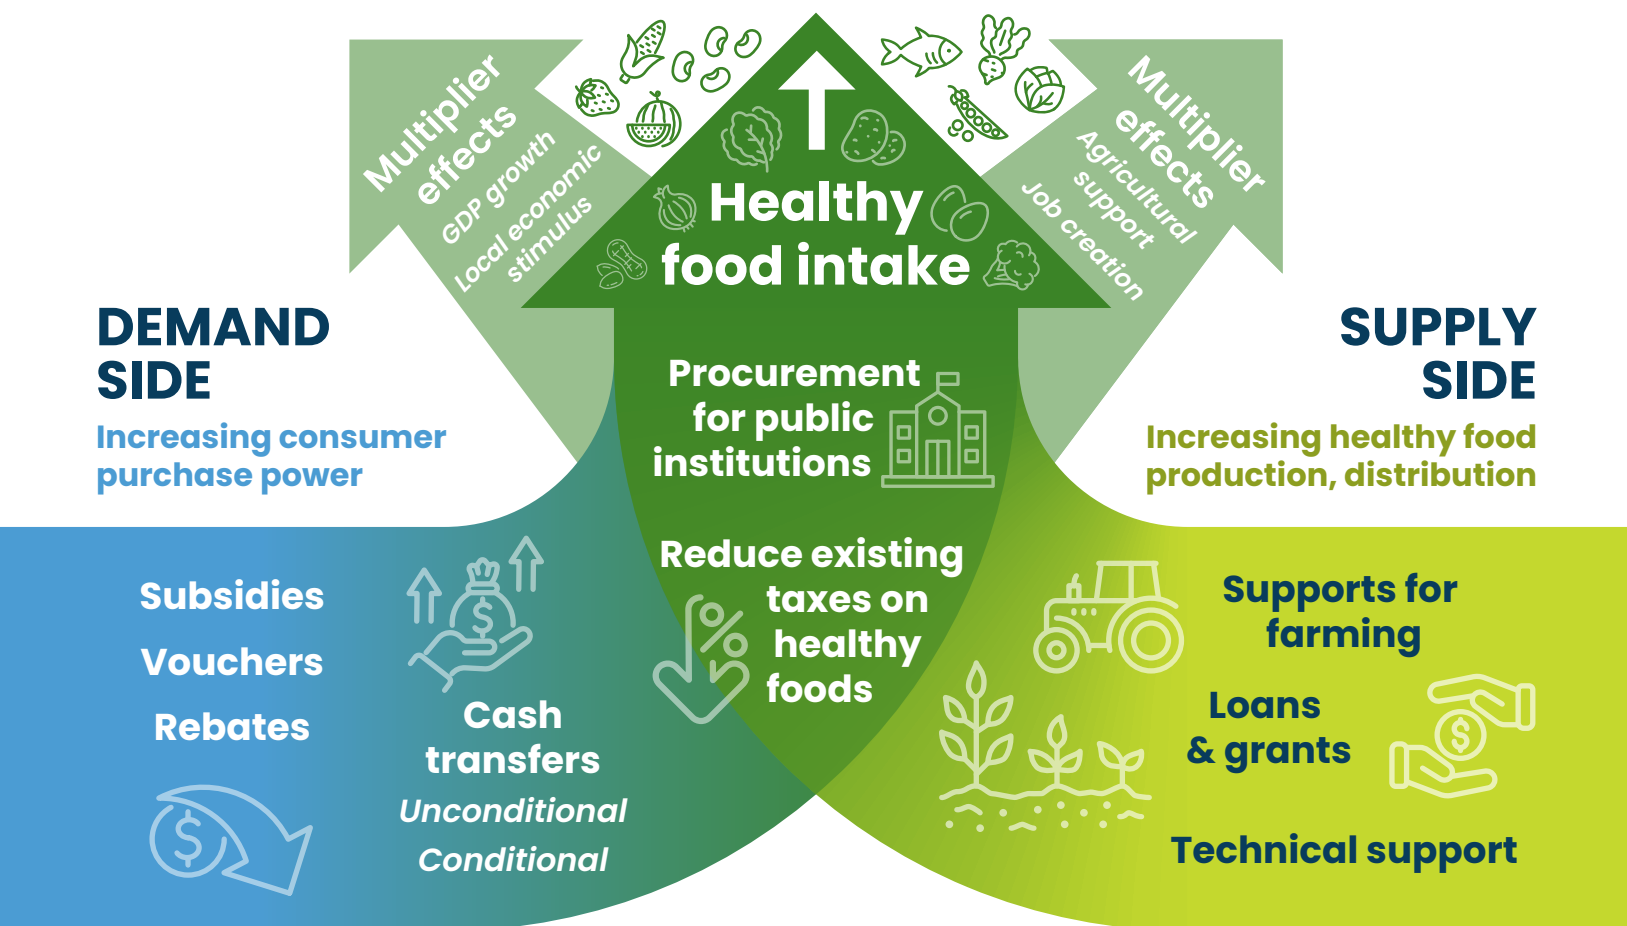 Multiplier
effects
GDP growth
Local economic
stimulus
Healthy
food intake
Multiplier
effects
Agricultural
support
Job creation
DEMAND
SIDE
Increasing consumer
purchase power
SUPPLY
SIDE
Increasing healthy food
production, distribution
Procurement
for public
institutions
Reduce existing
taxes on
healthy
foods
%
Subsidies
Vouchers
Rebates
$
$
Cash
transfers
Unconditional
Conditional
Supports for
farming
Loans
& grants
$
Technical support